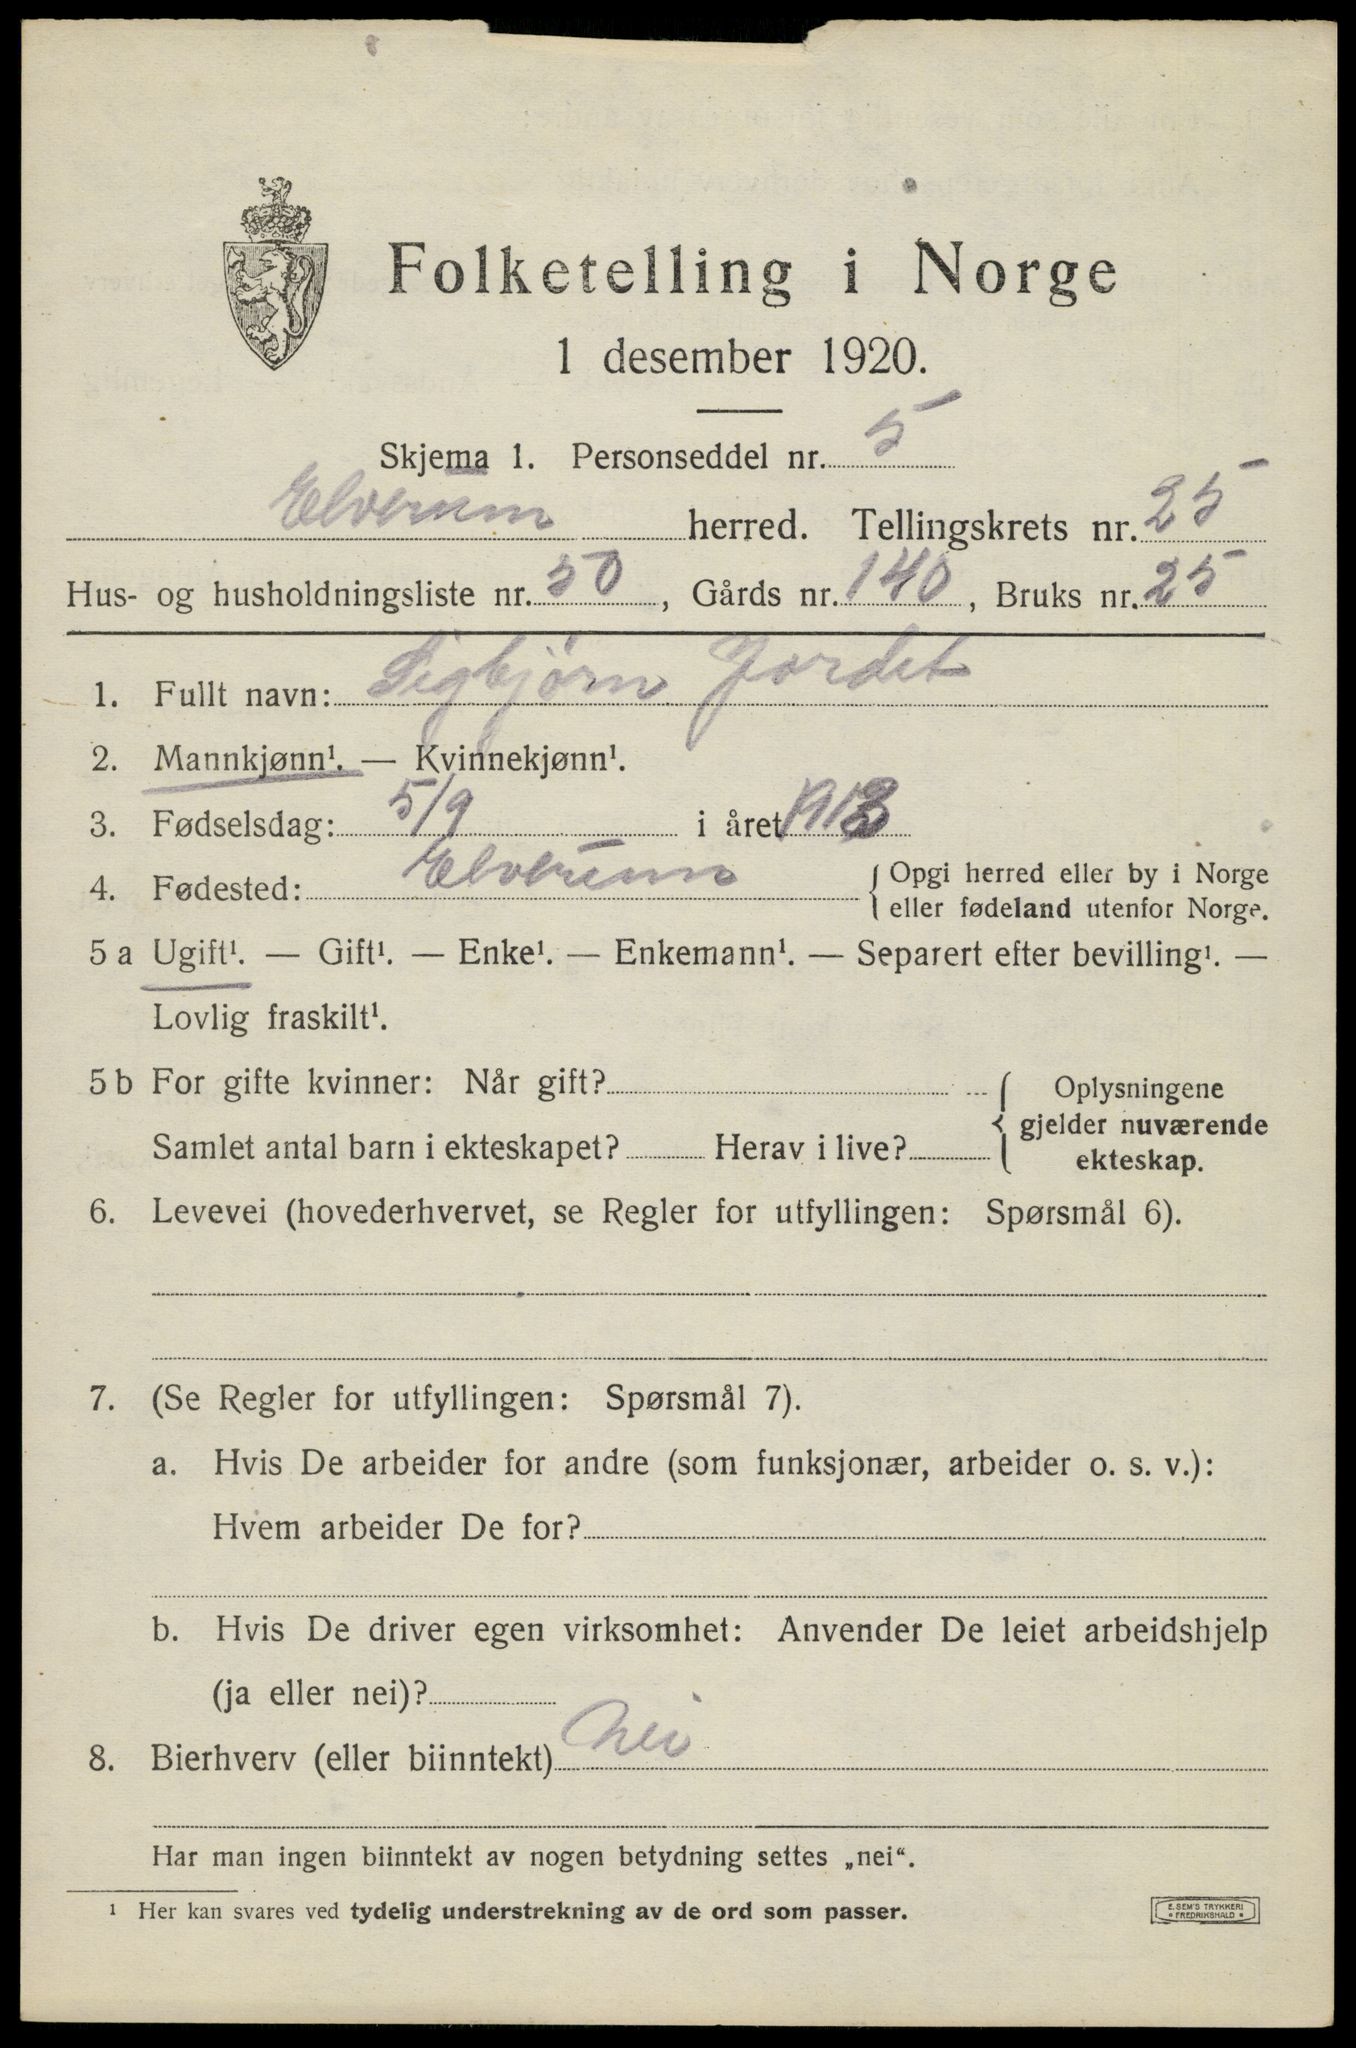 Folketelling i Norge
1 desember 1920.
Skjema 1. Personseddel nr. 5
Elverum herred. Tellingskrets nr. 25
Hus- og husholdningsliste nr. 50, Gårds nr. 140, Bruks nr. 25
1. Fullt navn: Sigbjørn Jordet
2. Mannkjønn¹. — Kvinnekjønn¹.
3. Fødselsdag: 5/9 i året
4. Fødested: Elverum { Opgi herred eller by i Norge
eller fødeland utenfor Norge.
5 a Ugift¹. — Gift¹. — Enke¹. — Enkemann¹. — Separert efter bevilling¹. —
Lovlig fraskilt¹.
5 b For gifte kvinner: Når gift? { Oplysningene
gjelder nuværende
Samlet antal barn i ekteskapet? Herav i live? ekteskap.
6. Levevei (hovederhvervet, se Regler for utfyllingen: Spørsmål 6).
7. (Se Regler for utfyllingen: Spørsmål 7).
a. Hvis De arbeider for andre (som funksjonær, arbeider o. s. v.):
Hvem arbeider De for?
b. Hvis De driver egen virksomhet: Anvender De leiet arbeidshjelp
(ja eller nei)?
8. Bierhverv (eller biinntekt) Nei
Har man ingen biinntekt av nogen betydning settes „nei“.
¹ Her kan svares ved tydelig understrekning av de ord som passer.
E. SEM'S TRYKKERI
* FREDRIKSHALD *